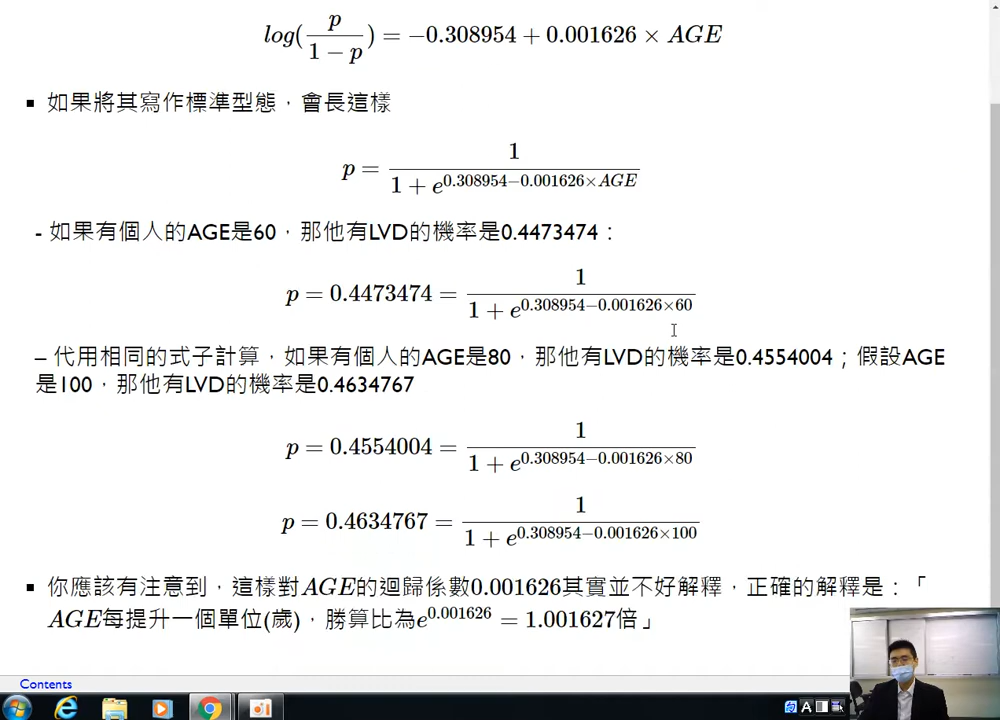 log(p/(1 − p)) = −0.308954 + 0.001626 × AGE
▪ 如果將其寫作標準型態，會長這樣
p = 1/(1 + e^(0.308954−0.001626×AGE))
- 如果有個人的AGE是60，那他有LVD的機率是0.4473474：
p = 0.4473474 = 1/(1 + e^(0.308954−0.001626×60))
– 代用相同的式子計算，如果有個人的AGE是80，那他有LVD的機率是0.4554004；假設AGE
是100，那他有LVD的機率是0.4634767
p = 0.4554004 = 1/(1 + e^(0.308954−0.001626×80))
p = 0.4634767 = 1/(1 + e^(0.308954−0.001626×100))
▪ 你應該有注意到，這樣對AGE的迴歸係數0.001626其實並不好解釋，正確的解釋是：「
AGE每提升一個單位(歲)，勝算比為e^0.001626 = 1.001627倍」
Contents
A